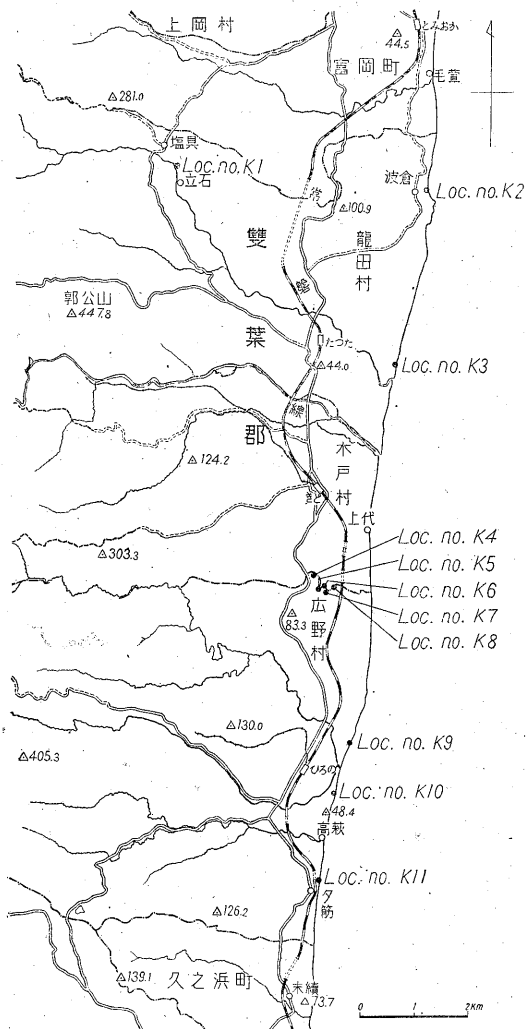 上岡村
△44.5
とみおか
富岡町
毛萱
△281.0
塩貝
Loc. no. K1
立石
波倉
Loc. no. K2
常
△100.9
雙
龍田村
磐
郭公山
△447.8
葉
たつた
△44.0
Loc. no. K3
線
郡
木戸村
△124.2
きど
上代
△303.3
Loc. no. K4
Loc. no. K5
Loc. no. K6
Loc. no. K7
Loc. no. K8
広野村
△83.3
△130.0
△405.3
Loc. no. K9
ひろの
Loc. no. K10
△48.4
高萩
Loc. no. K11
夕筋
△126.2
△139.1
久之浜町
末続
△73.7
0 1 2Km